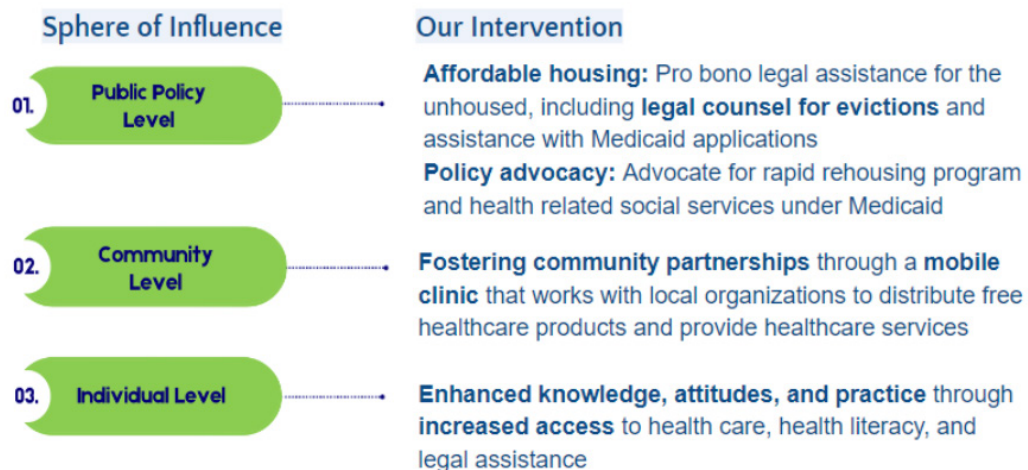 Sphere of Influence
Our Intervention
01.
Public Policy
Level
Affordable housing: Pro bono legal assistance for the
unhoused, including legal counsel for evictions and
assistance with Medicaid applications
Policy advocacy: Advocate for rapid rehousing program
and health related social services under Medicaid
02.
Community
Level
Fostering community partnerships through a mobile
clinic that works with local organizations to distribute free
healthcare products and provide healthcare services
03.
Individual Level
Enhanced knowledge, attitudes, and practice through
increased access to health care, health literacy, and
legal assistance